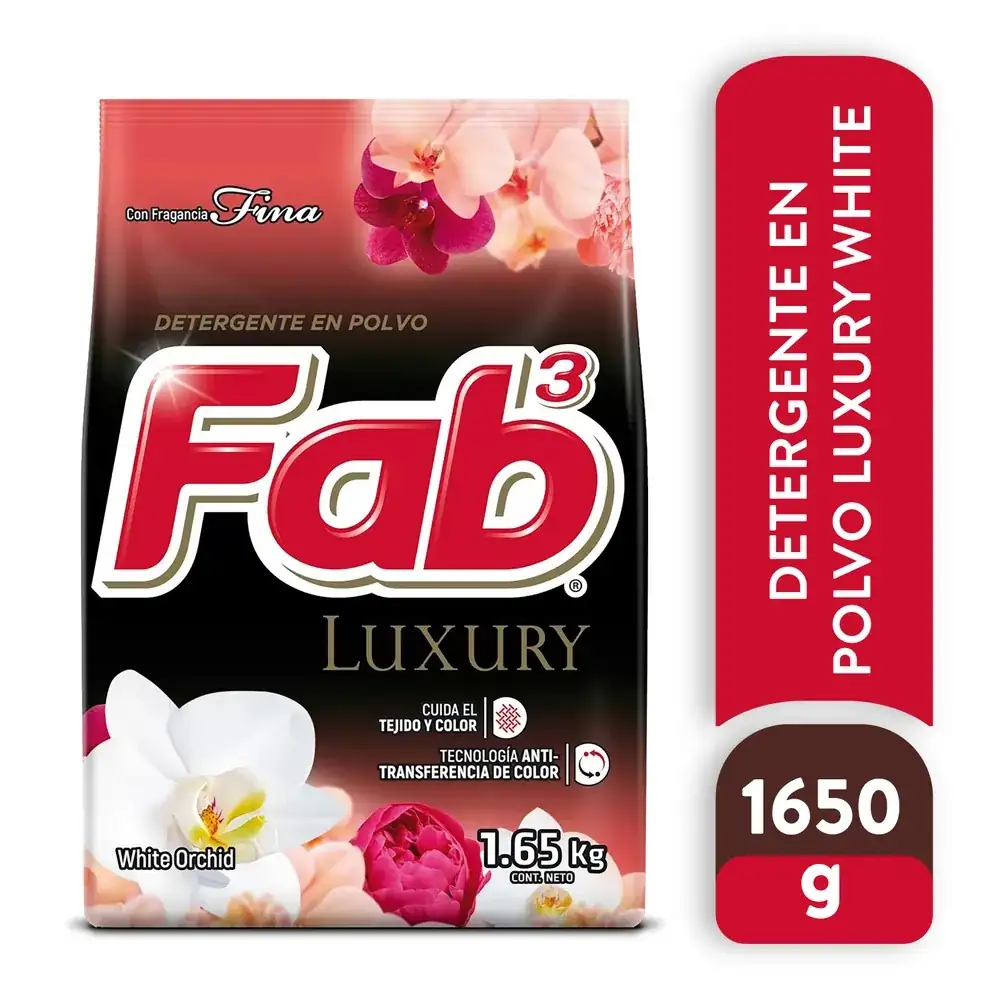 Con Fragancia Fina
DETERGENTE EN POLVO
Fab³®
LUXURY
CUIDA EL
TEJIDO Y COLOR
TECNOLOGÍA ANTI-
TRANSFERENCIA DE COLOR
White Orchid
1.65 Kg
CONT. NETO
DETERGENTE EN
POLVO LUXURY WHITE
1650
g